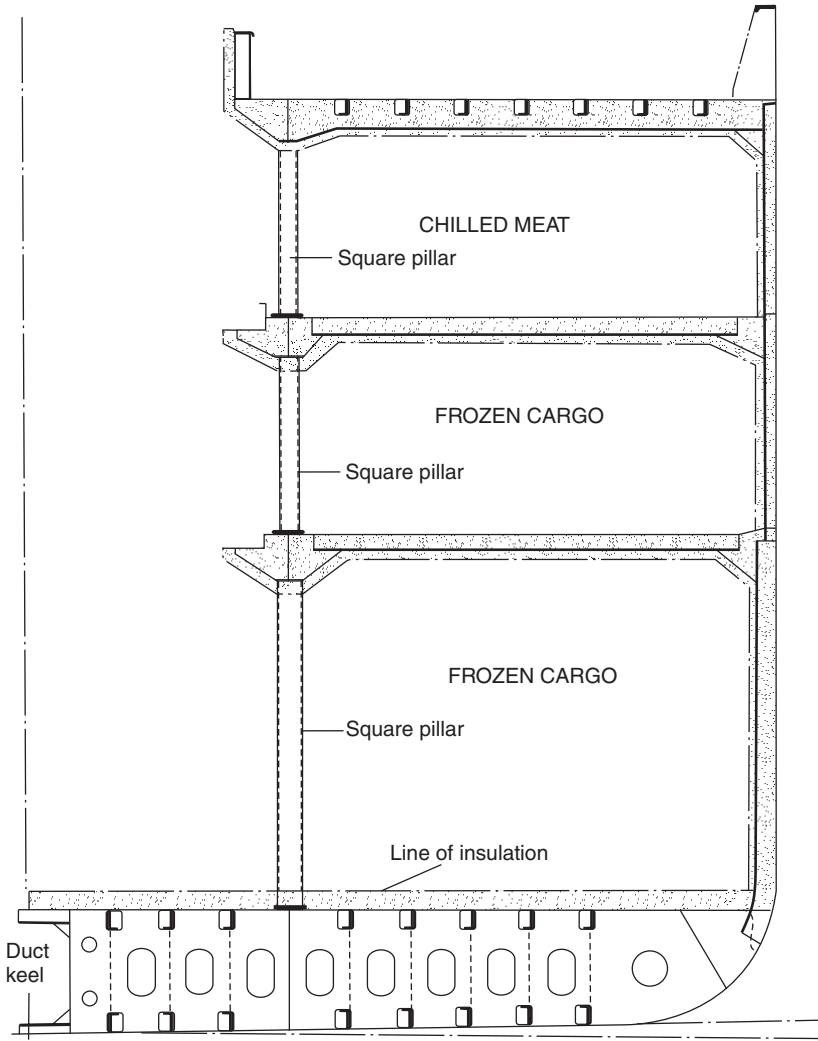 CHILLED MEAT
Square pillar
FROZEN CARGO
Square pillar
FROZEN CARGO
Square pillar
Line of insulation
Duct
keel